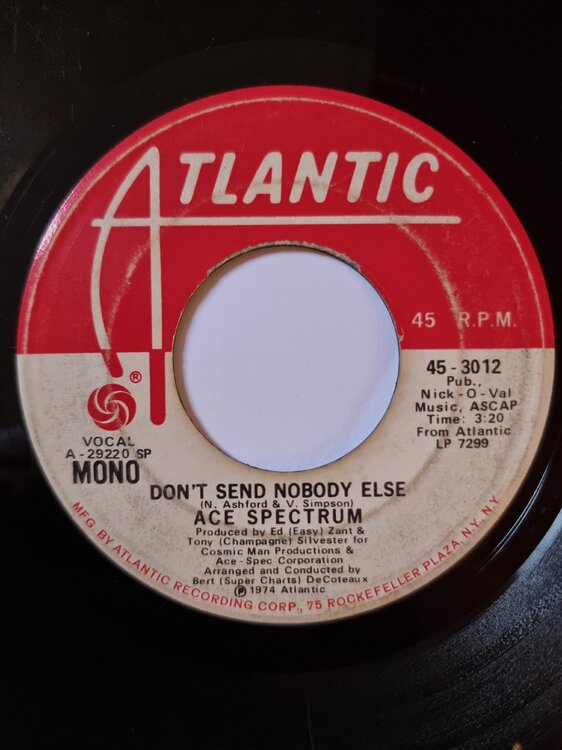 ATLANTIC
45 R.P.M.
®
45-3012
Pub.,
Nick-O-Val
Music, ASCAP
Time: 3:20
From Atlantic
LP 7299
VOCAL
A-29220 SP
MONO
DON'T SEND NOBODY ELSE
(N. Ashford & V. Simpson)
ACE SPECTRUM
Produced by Ed (Easy) Zant &
Tony (Champagne) Silvester for
Cosmic Man Productions &
Ace-Spec Corporation
Arranged and Conducted by
Bert (Super Charts) DeCoteaux
℗ 1974 Atlantic
MFG. BY ATLANTIC RECORDING CORP., 75 ROCKEFELLER PLAZA, N.Y., N.Y.